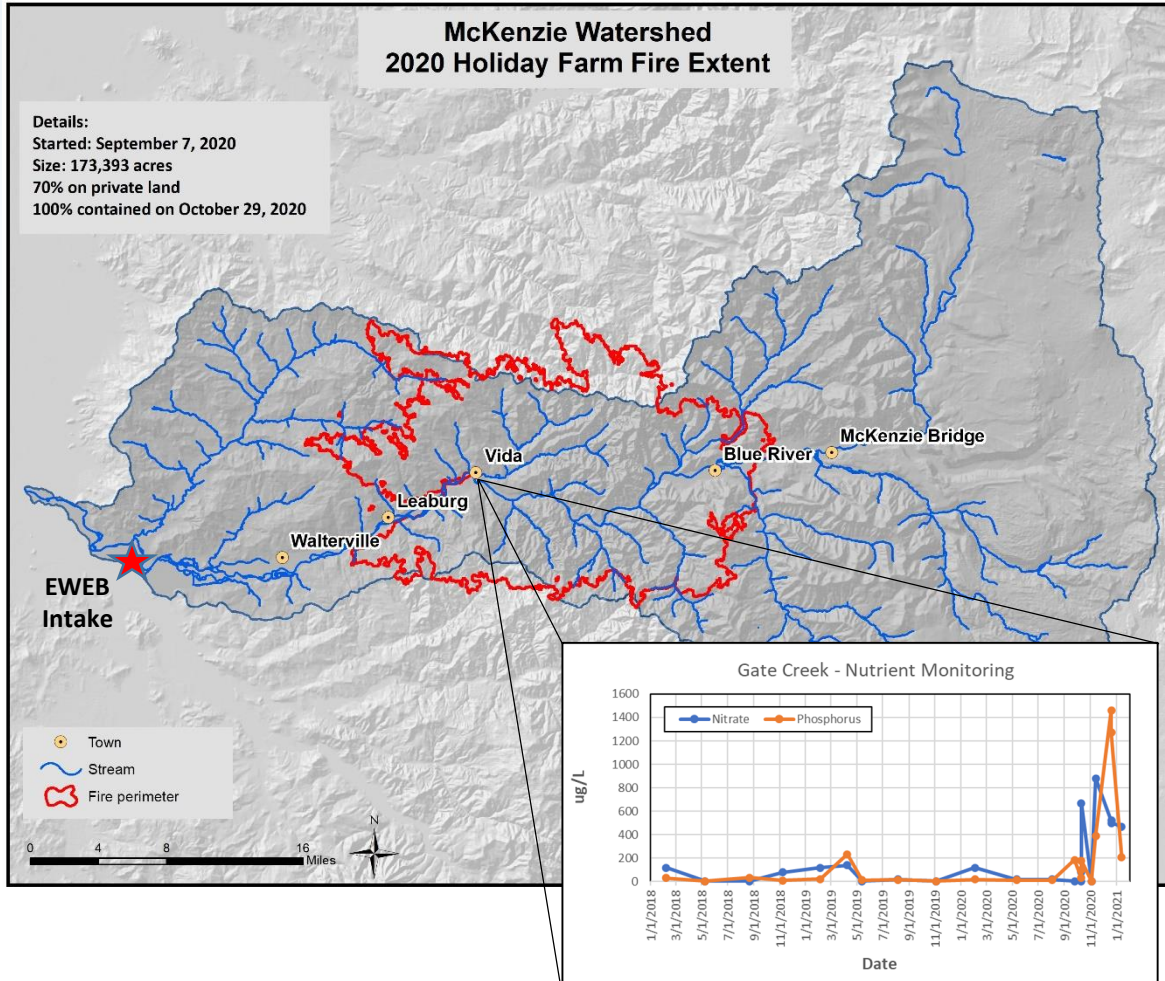 McKenzie Watershed
2020 Holiday Farm Fire Extent
Details:
Started: September 7, 2020
Size: 173,393 acres
70% on private land
100% contained on October 29, 2020
McKenzie Bridge
Blue River
Vida
Leaburg
Walterville
EWEB
Intake
Town
Stream
Fire perimeter
N
0 4 8 16
Miles
Gate Creek - Nutrient Monitoring
Nitrate Phosphorus
ug/L
1600
1400
1200
1000
800
600
400
200
0
1/1/2018
3/1/2018
5/1/2018
7/1/2018
9/1/2018
11/1/2018
1/1/2019
3/1/2019
5/1/2019
7/1/2019
9/1/2019
11/1/2019
1/1/2020
3/1/2020
5/1/2020
7/1/2020
9/1/2020
11/1/2020
1/1/2021
Date